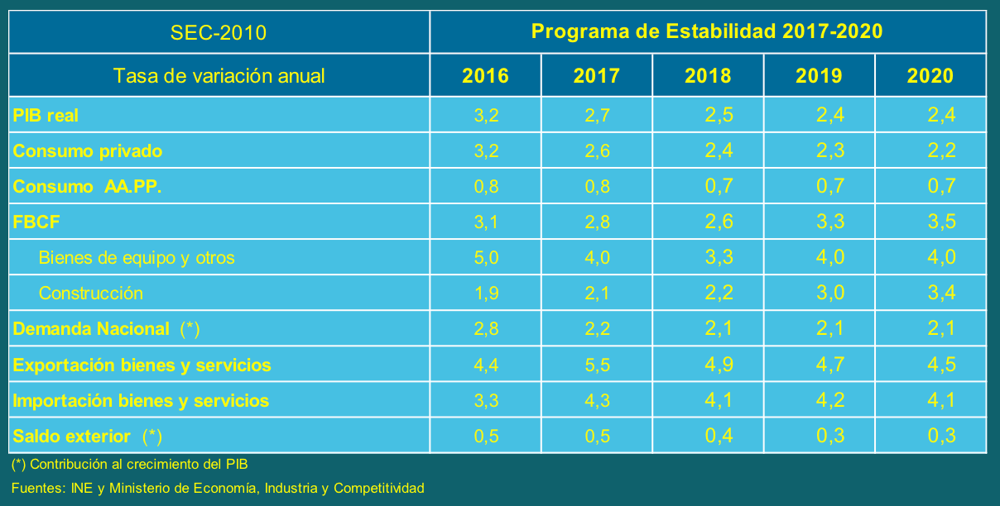 SEC-2010 Programa de Estabilidad 2017-2020
Tasa de variación anual 2016 2017 2018 2019 2020
PIB real 3,2 2,7 2,5 2,4 2,4
Consumo privado 3,2 2,6 2,4 2,3 2,2
Consumo AA.PP. 0,8 0,8 0,7 0,7 0,7
FBCF 3,1 2,8 2,6 3,3 3,5
Bienes de equipo y otros 5,0 4,0 3,3 4,0 4,0
Construcción 1,9 2,1 2,2 3,0 3,4
Demanda Nacional (*) 2,8 2,2 2,1 2,1 2,1
Exportación bienes y servicios 4,4 5,5 4,9 4,7 4,5
Importación bienes y servicios 3,3 4,3 4,1 4,2 4,1
Saldo exterior (*) 0,5 0,5 0,4 0,3 0,3
(*) Contribución al crecimiento del PIB
Fuentes: INE y Ministerio de Economía, Industria y Competitividad